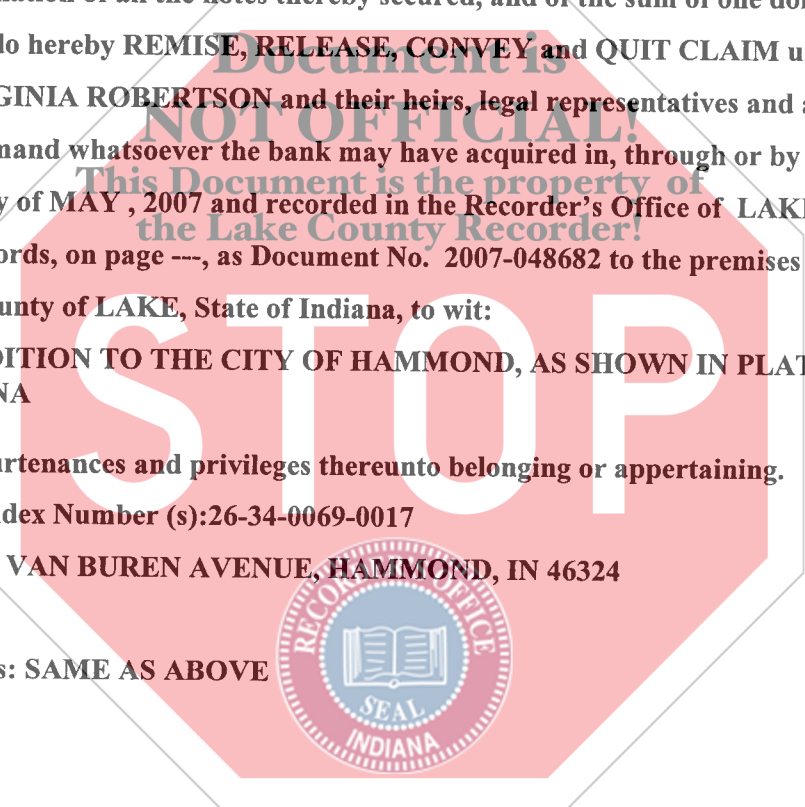 nation of all the notes thereby secured, and of the sum of one dol
do hereby REMISE, RELEASE, CONVEY and QUIT CLAIM u
Document is
GINIA ROBERTSON and their heirs, legal representatives and a
NOT OFFICIAL!
mand whatsoever the bank may have acquired in, through or by
This Document is the property of
y of MAY , 2007 and recorded in the Recorder's Office of LAKE
the Lake County Recorder!
ords, on page ---, as Document No. 2007-048682 to the premises
unty of LAKE, State of Indiana, to wit:
STOP
DITION TO THE CITY OF HAMMOND, AS SHOWN IN PLAT
NA
urtenances and privileges thereunto belonging or appertaining.
ndex Number (s):26-34-0069-0017
VAN BUREN AVENUE, HAMMOND, IN 46324
s: SAME AS ABOVE
RECORDER'S OFFICE
SEAL
INDIANA